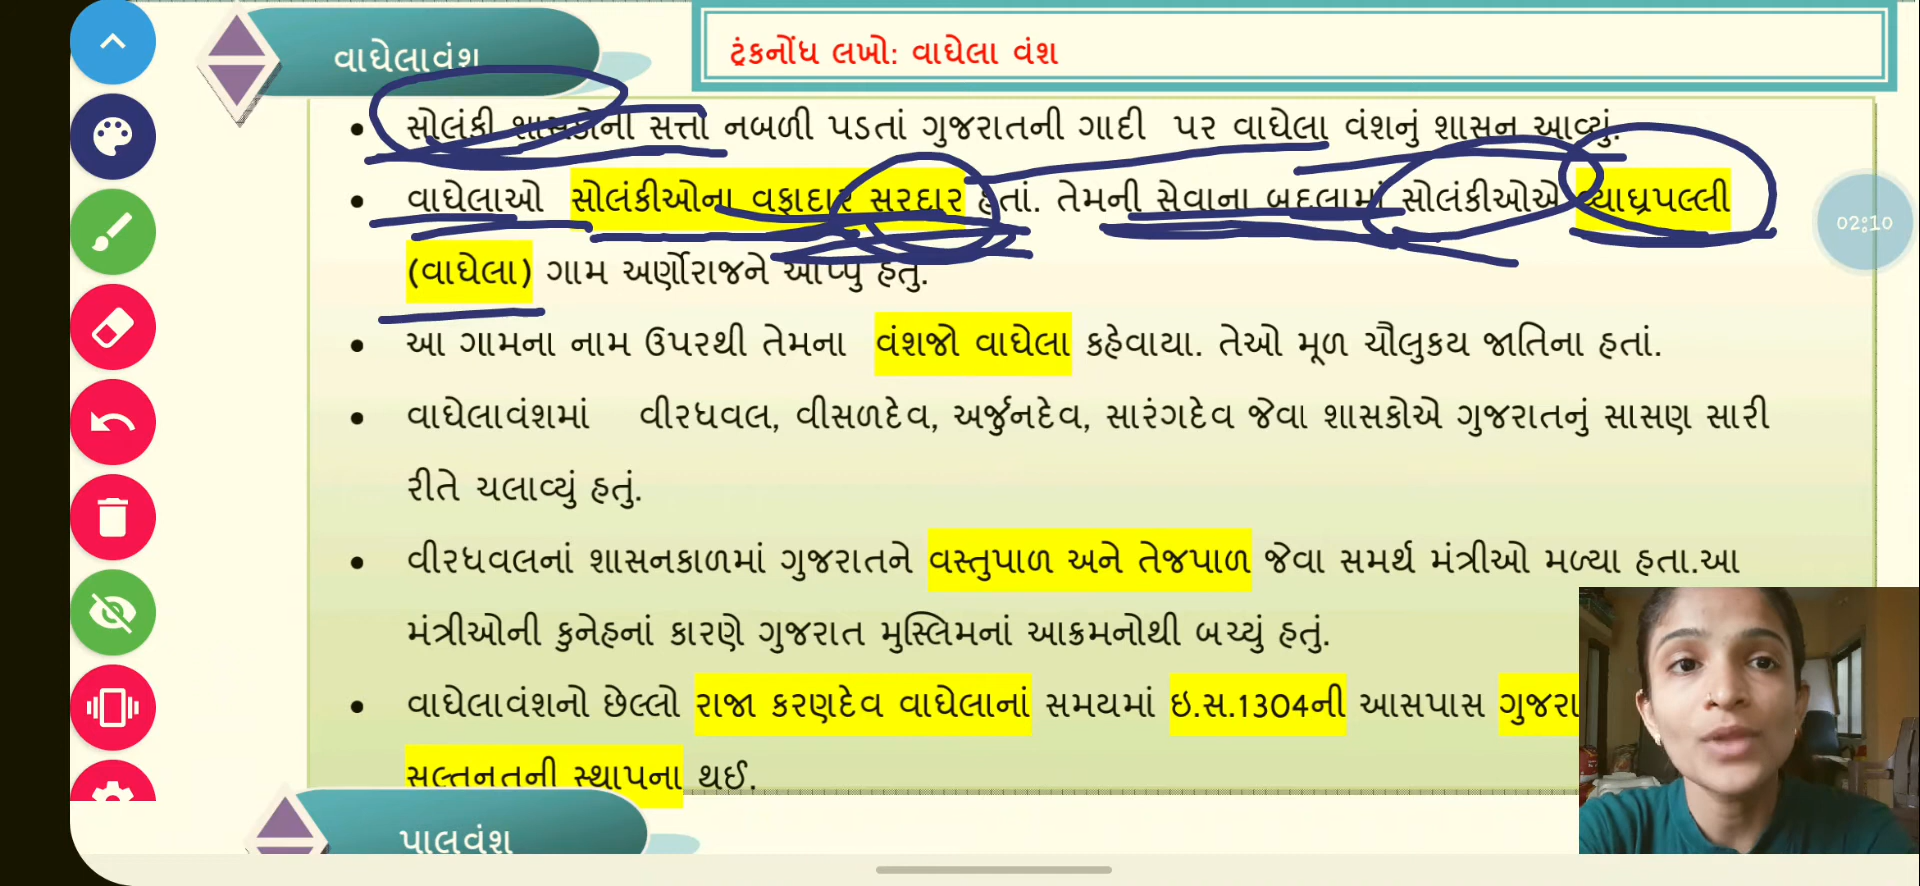 વાઘેલાવંશ
ટૂંકનોંધ લખો: વાઘેલા વંશ
સોલંકી શાસકોની સત્તા નબળી પડતાં ગુજરાતની ગાદી પર વાઘેલા વંશનું શાસન આવ્યું.
વાઘેલાઓ સોલંકીઓના વફાદાર સરદાર હતાં. તેમની સેવાના બદલામાં સોલંકીઓએ વ્યાઘ્રપલ્લી
02:10
(વાઘેલા) ગામ અર્ણોરાજને આપ્યુ હતું.
આ ગામના નામ ઉપરથી તેમના વંશજો વાઘેલા કહેવાયા. તેઓ મૂળ ચૌલુકય જાતિના હતાં.
વાઘેલાવંશમાં વીરધવલ, વીસળદેવ, અર્જુનદેવ, સારંગદેવ જેવા શાસકોએ ગુજરાતનું સાસણ સારી
રીતે ચલાવ્યું હતું.
વીરધવલનાં શાસનકાળમાં ગુજરાતને વસ્તુપાળ અને તેજપાળ જેવા સમર્થ મંત્રીઓ મળ્યા હતા.આ
મંત્રીઓની કુનેહનાં કારણે ગુજરાત મુસ્લિમનાં આક્રમનોથી બચ્યું હતું.
વાઘેલાવંશનો છેલ્લો રાજા કરણદેવ વાઘેલાનાં સમયમાં ઇ.સ.1304ની આસપાસ ગુજરા
સલ્તનતની સ્થાપના થઈ.
પાલવંશ